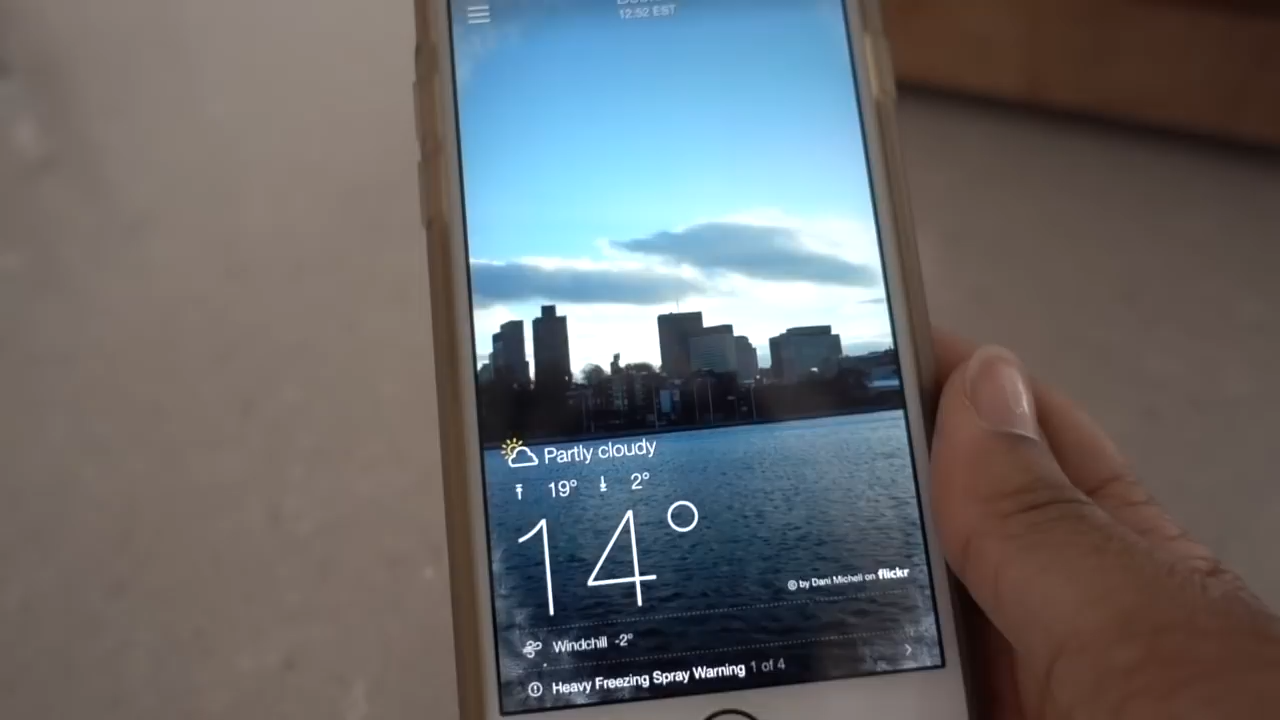 12:52 EST
Partly cloudy
19° 2°
14°
© by Dani Michell on flickr
Windchill -2°
Heavy Freezing Spray Warning 1 of 4